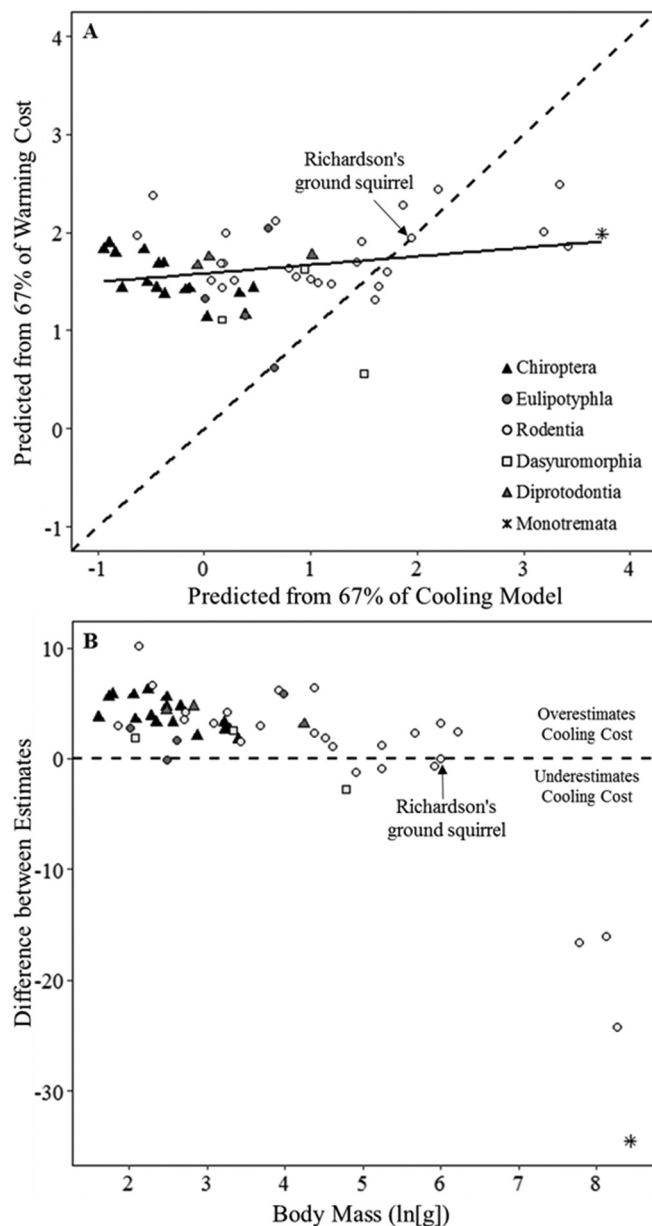 A
4
3
2
1
0
-1
Predicted from 67% of Warming Cost
Richardson's
ground squirrel
Chiroptera
Eulipotyphla
Rodentia
Dasyuromorphia
Diprotodontia
Monotremata
-1 0 1 2 3 4
Predicted from 67% of Cooling Model
B
10
0
-10
-20
-30
Difference between Estimates
Overestimates
Cooling Cost
Underestimates
Cooling Cost
Richardson's
ground squirrel
2 3 4 5 6 7 8
Body Mass (ln[g])